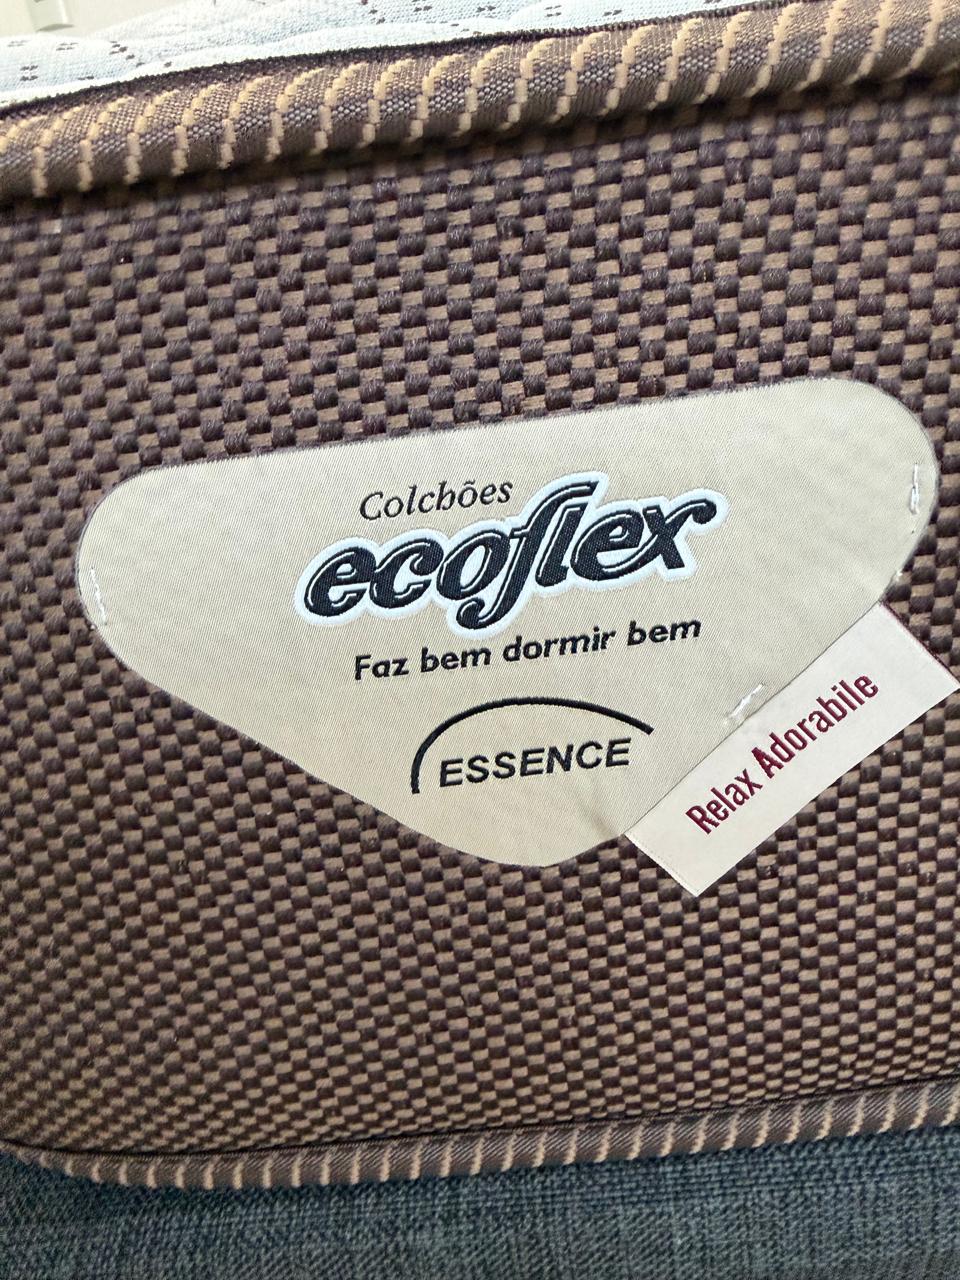 Colchões
ecoflex
Faz bem dormir bem
ESSENCE
Relax Adorabile